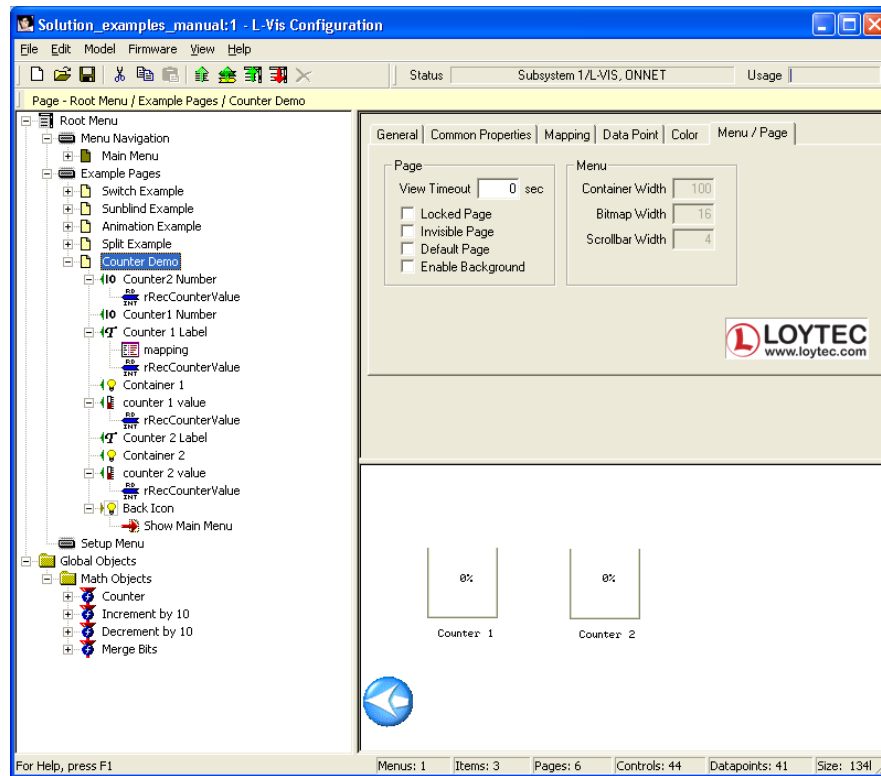 Solution_examples_manual:1 - L-Vis Configuration
File Edit Model Firmware View Help
Status Subsystem 1/L-VIS, ONNET Usage
Page - Root Menu / Example Pages / Counter Demo
Root Menu
Menu Navigation
Main Menu
Example Pages
Switch Example
Sunblind Example
Animation Example
Split Example
Counter Demo
Counter2 Number
rRecCounterValue
Counter1 Number
Counter 1 Label
mapping
rRecCounterValue
Container 1
counter 1 value
rRecCounterValue
Counter 2 Label
Container 2
counter 2 value
rRecCounterValue
Back Icon
Show Main Menu
Setup Menu
Global Objects
Math Objects
Counter
Increment by 10
Decrement by 10
Merge Bits
General Common Properties Mapping Data Point Color Menu / Page
Page
View Timeout 0 sec
Locked Page
Invisible Page
Default Page
Enable Background
Menu
Container Width 100
Bitmap Width 16
Scrollbar Width 4
L LOYTEC
www.loytec.com
0% 0%
Counter 1 Counter 2
For Help, press F1 Menus: 1 Items: 3 Pages: 6 Controls: 44 Datapoints: 41 Size: 134